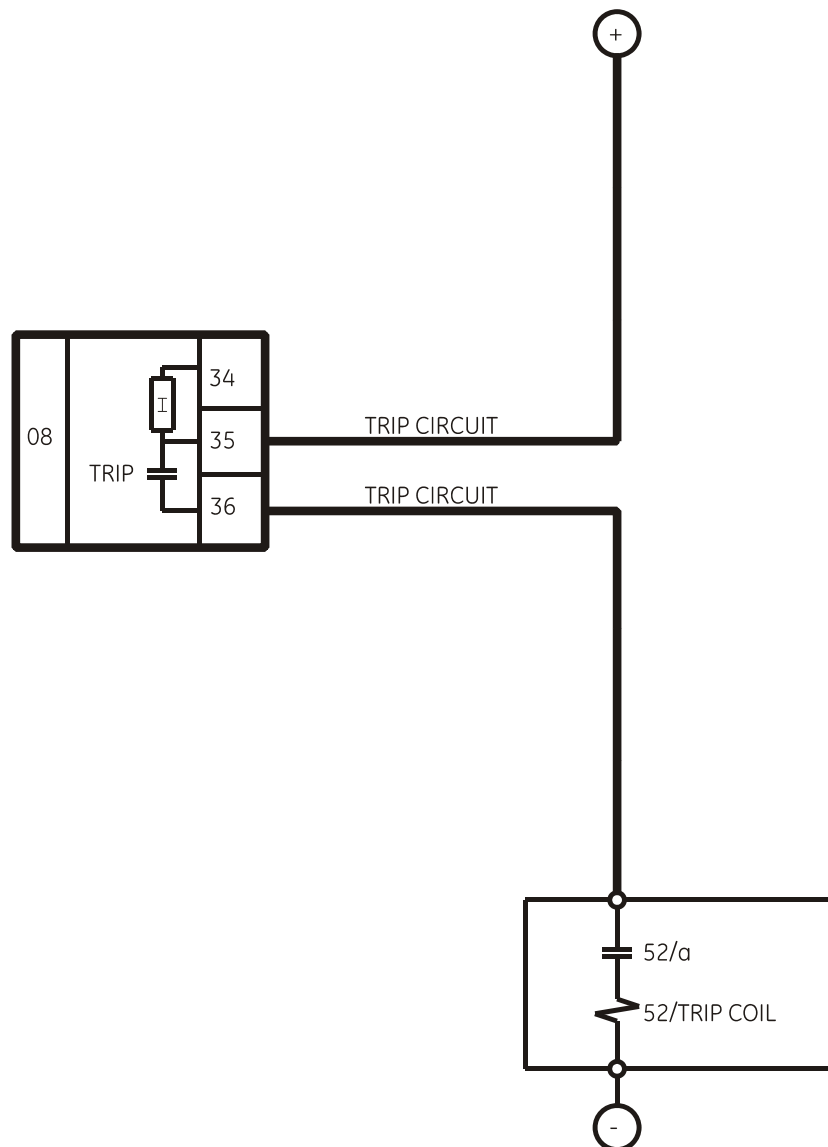 +
34
I
TRIP CIRCUIT
08
35
TRIP
TRIP CIRCUIT
36
52/a
52/TRIP COIL
-